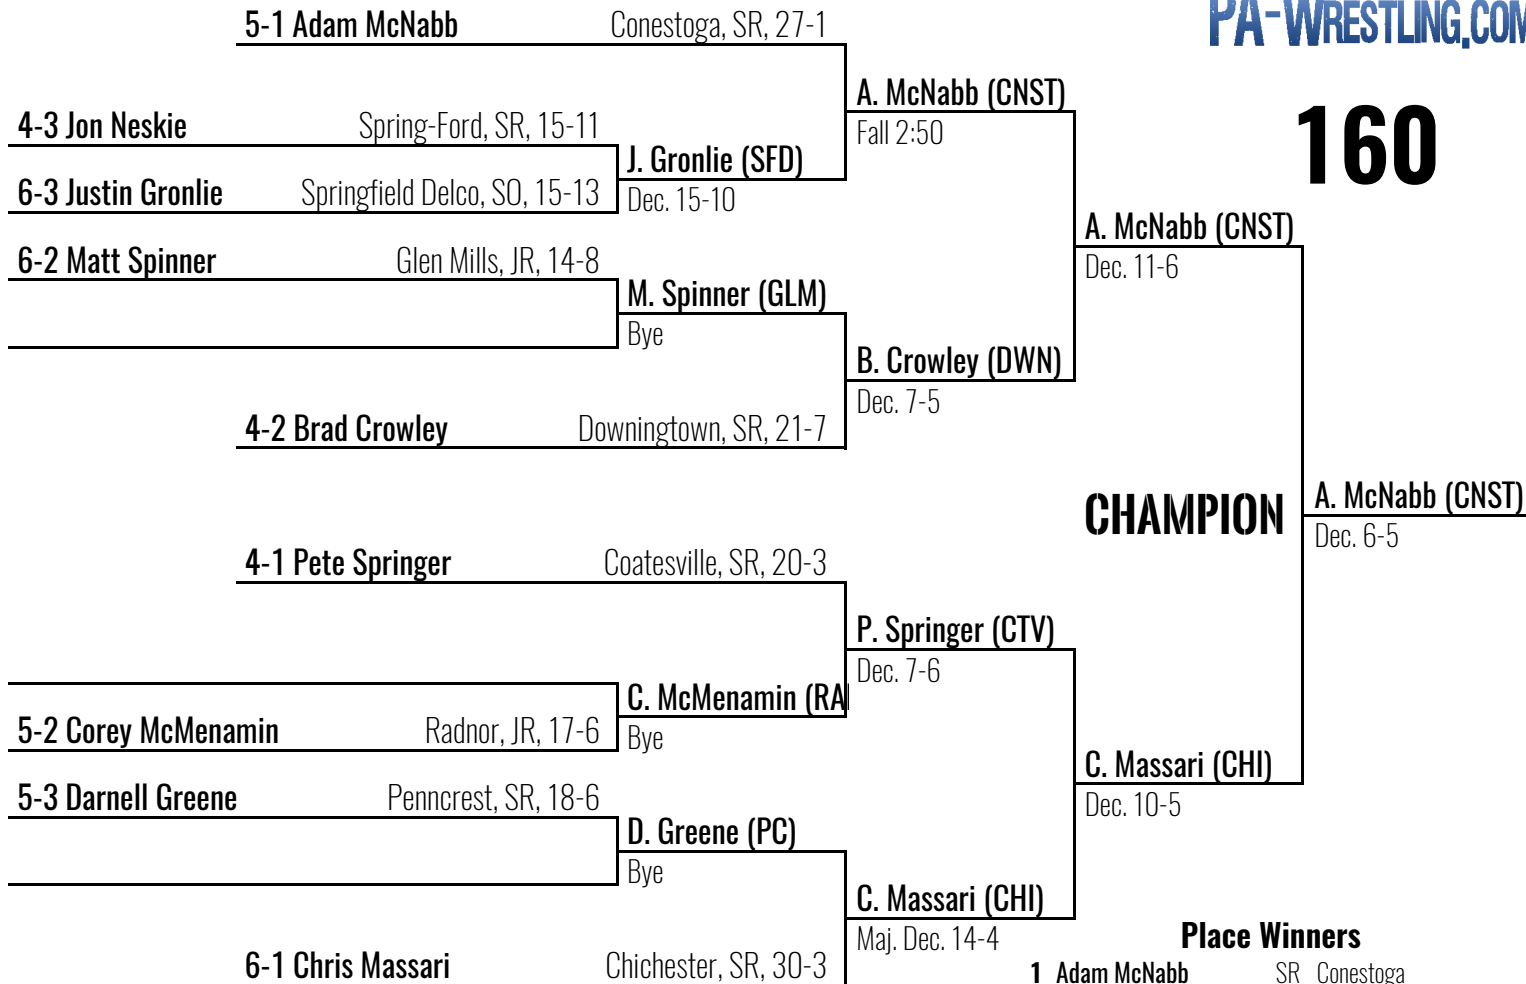 5-1 Adam McNabb Conestoga, SR, 27-1
PA-WRESTLING.COM
A. McNabb (CNST)
Fall 2:50
160
4-3 Jon Neskie Spring-Ford, SR, 15-11
J. Gronlie (SFD)
Dec. 15-10
6-3 Justin Gronlie Springfield Delco, SO, 15-13
A. McNabb (CNST)
Dec. 11-6
6-2 Matt Spinner Glen Mills, JR, 14-8
M. Spinner (GLM)
Bye
B. Crowley (DWN)
Dec. 7-5
4-2 Brad Crowley Downingtown, SR, 21-7
CHAMPION
A. McNabb (CNST)
Dec. 6-5
4-1 Pete Springer Coatesville, SR, 20-3
P. Springer (CTV)
Dec. 7-6
C. McMenamin (RA
Bye
5-2 Corey McMenamin Radnor, JR, 17-6
C. Massari (CHI)
Dec. 10-5
5-3 Darnell Greene Penncrest, SR, 18-6
D. Greene (PC)
Bye
C. Massari (CHI)
Maj. Dec. 14-4
6-1 Chris Massari Chichester, SR, 30-3
Place Winners
1 Adam McNabb SR Conestoga